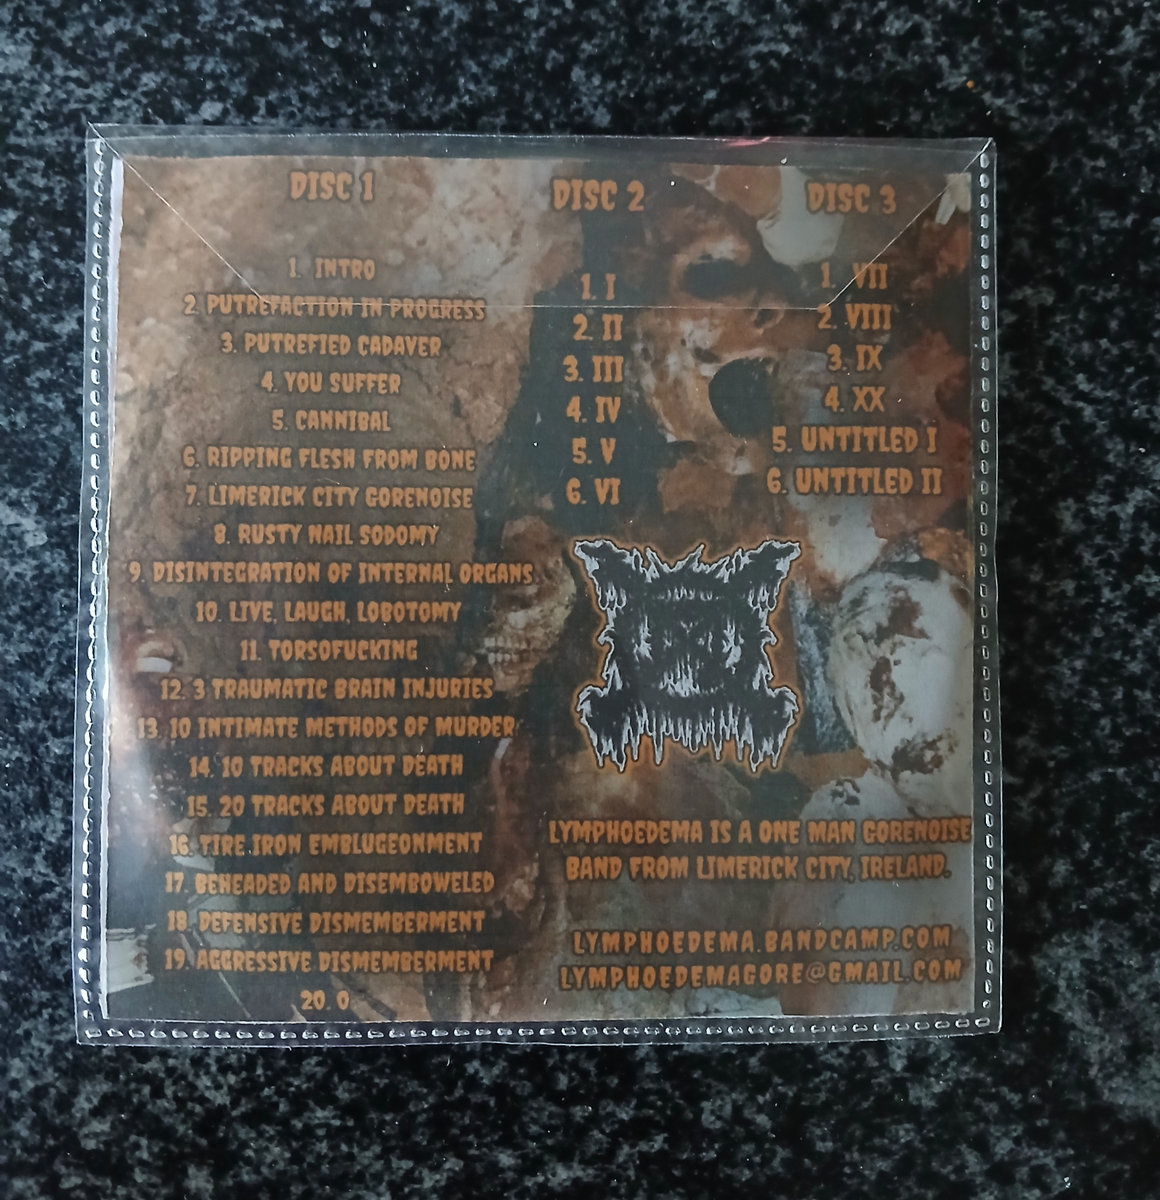 DISC 1
1. INTRO
2. PUTREFACTION IN PROGRESS
3. PUTREFIED CADAVER
4. YOU SUFFER
5. CANNIBAL
6. RIPPING FLESH FROM BONE
7. LIMERICK CITY GORENOISE
8. RUSTY NAIL SODOMY
9. DISINTEGRATION OF INTERNAL ORGANS
10. LIVE, LAUGH, LOBOTOMY
11. TORSOFUCKING
12. 3 TRAUMATIC BRAIN INJURIES
13. 10 INTIMATE METHODS OF MURDER
14. 10 TRACKS ABOUT DEATH
15. 20 TRACKS ABOUT DEATH
16. TIRE IRON EMBLUGEONMENT
17. BEHEADED AND DISEMBOWELED
18. DEFENSIVE DISMEMBERMENT
19. AGGRESSIVE DISMEMBERMENT
20. 0
DISC 2
1. I
2. II
3. III
4. IV
5. V
6. VI
DISC 3
1. VII
2. VIII
3. IX
4. XX
5. UNTITLED I
6. UNTITLED II
LYMPHOEDEMA IS A ONE MAN GORENOISE
BAND FROM LIMERICK CITY, IRELAND.
LYMPHOEDEMA.BANDCAMP.COM
LYMPHOEDEMAGORE@GMAIL.COM